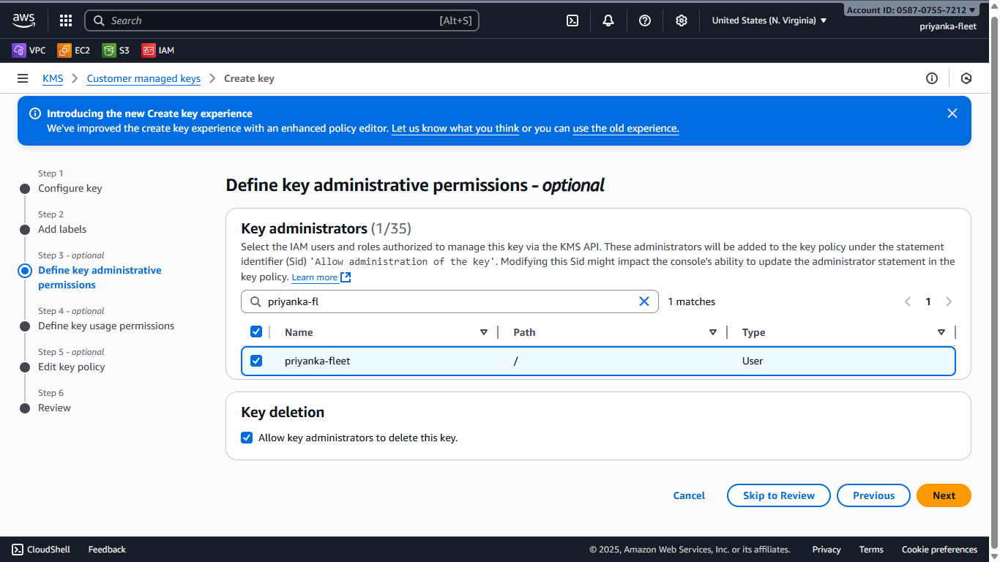 aws
Search [Alt+S]
United States (N. Virginia)
Account ID: 0587-0755-7212
priyanka-fleet
VPC EC2 S3 IAM
KMS Customer managed keys Create key
Introducing the new Create key experience
We've improved the create key experience with an enhanced policy editor. Let us know what you think or you can use the old experience.
Step 1
Configure key
Step 2
Add labels
Step 3 - optional
Define key administrative
permissions
Step 4 - optional
Define key usage permissions
Step 5 - optional
Edit key policy
Step 6
Review
Define key administrative permissions - optional
Key administrators (1/35)
Select the IAM users and roles authorized to manage this key via the KMS API. These administrators will be added to the key policy under the statement
identifier (Sid) 'Allow administration of the key'. Modifying this Sid might impact the console's ability to update the administrator statement in the
key policy. Learn more
priyanka-fl
1 matches
1
Name Path Type
priyanka-fleet / User
Key deletion
Allow key administrators to delete this key.
Cancel Skip to Review Previous Next
CloudShell Feedback © 2025, Amazon Web Services, Inc. or its affiliates. Privacy Terms Cookie preferences